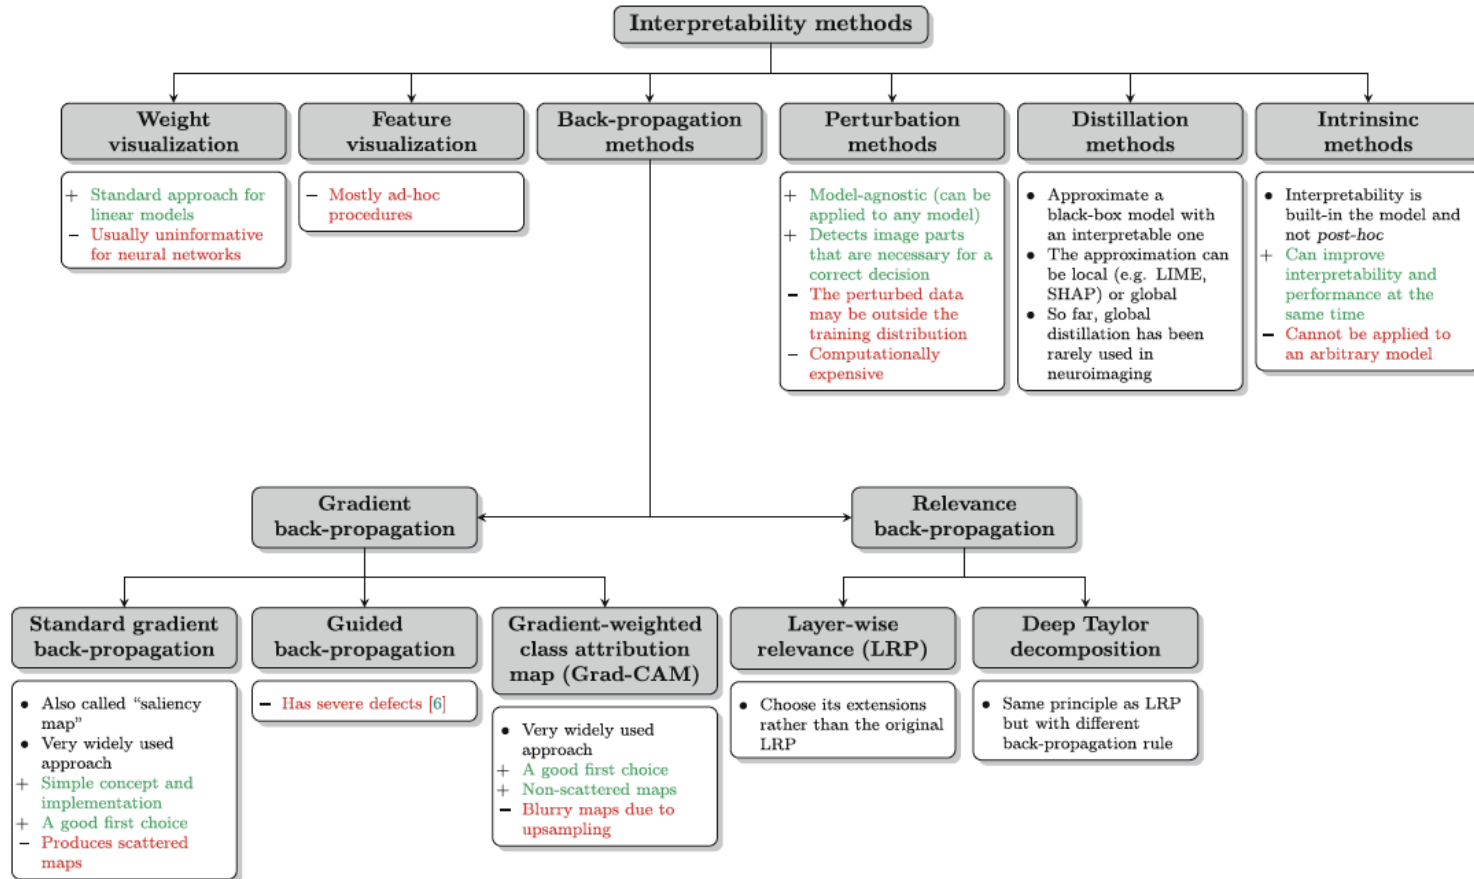 Interpretability methods
Weight
visualization
Feature
visualization
Back-propagation
methods
Perturbation
methods
Distillation
methods
Intrinsinc
methods
+ Standard approach for
linear models
− Usually uninformative
for neural networks
− Mostly ad-hoc
procedures
+ Model-agnostic (can be
applied to any model)
+ Detects image parts
that are necessary for a
correct decision
− The perturbed data
may be outside the
training distribution
− Computationally
expensive
• Approximate a
black-box model with
an interpretable one
• The approximation can
be local (e.g. LIME,
SHAP) or global
• So far, global
distillation has been
rarely used in
neuroimaging
• Interpretability is
built-in the model and
not post-hoc
+ Can improve
interpretability and
performance at the
same time
− Cannot be applied to
an arbitrary model
Gradient
back-propagation
Relevance
back-propagation
Standard gradient
back-propagation
Guided
back-propagation
Gradient-weighted
class attribution
map (Grad-CAM)
Layer-wise
relevance (LRP)
Deep Taylor
decomposition
• Also called “saliency
map”
• Very widely used
approach
+ Simple concept and
implementation
+ A good first choice
− Produces scattered
maps
− Has severe defects [6]
• Very widely used
approach
+ A good first choice
+ Non-scattered maps
− Blurry maps due to
upsampling
• Choose its extensions
rather than the original
LRP
• Same principle as LRP
but with different
back-propagation rule